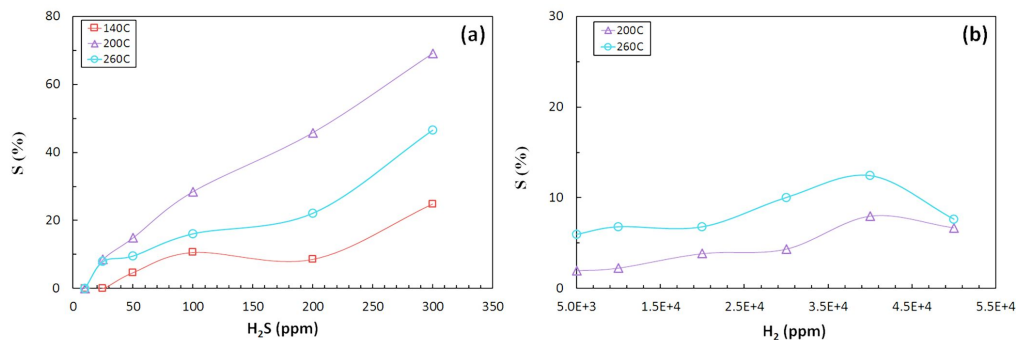 (a)
140C
200C
260C
80
60
40
20
0
S (%)
0 50 100 150 200 250 300 350
H₂S (ppm)
(b)
200C
260C
30
20
10
0
S (%)
5.0E+3 1.5E+4 2.5E+4 3.5E+4 4.5E+4 5.5E+4
H₂ (ppm)